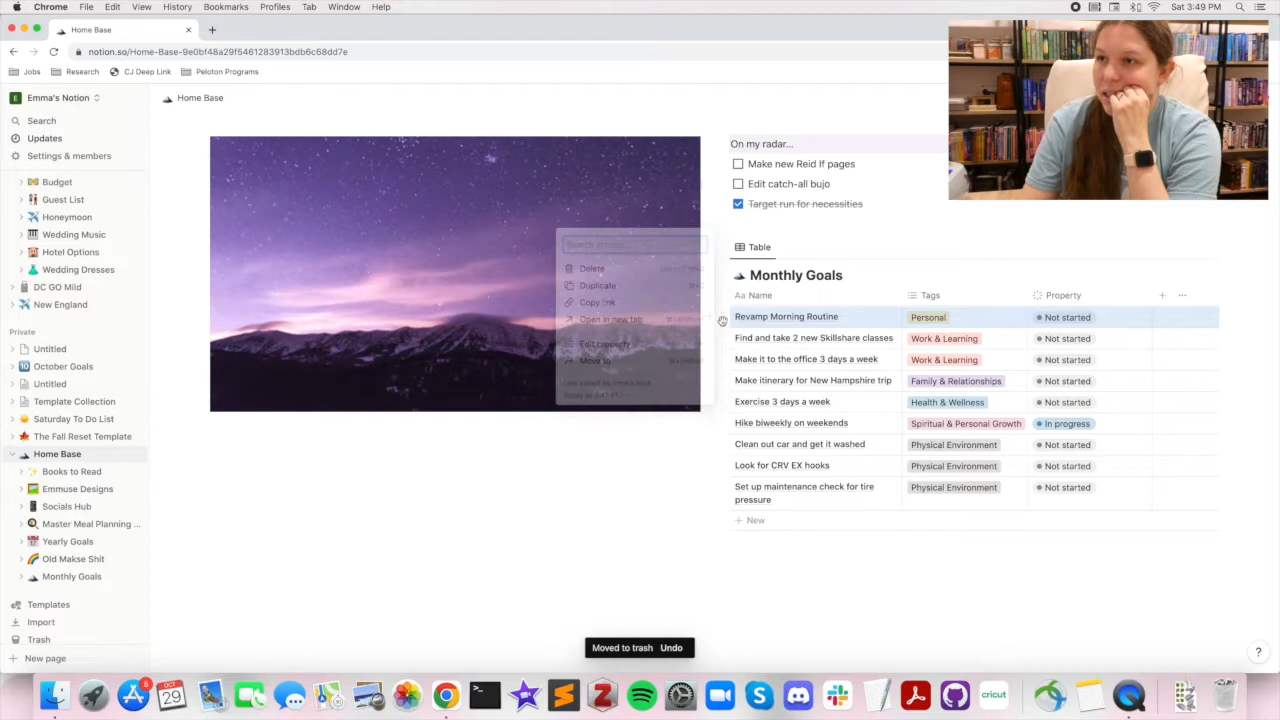 Chrome File Edit View History Bookmarks Profiles Tab Window Help Sat 3:49 PM
Home Base
notion.so/Home-Base-9e0bf48a29f5461283913bdb6c68dd7e
Jobs Research CJ Deep Link Peloton Programs
E Emma's Notion
Home Base
Search
Updates
Settings & members
Budget
Guest List
Honeymoon
Wedding Music
Hotel Options
Wedding Dresses
DC GO Mild
New England
Private
Untitled
October Goals
Untitled
Template Collection
Saturday To Do List
The Fall Reset Template
Home Base
Books to Read
Emmuse Designs
Socials Hub
Master Meal Planning ...
Yearly Goals
Old Makse Shit
Monthly Goals
Templates
Import
Trash
New page
Search actions...
Delete
Duplicate
Copy link
Open in new tab
Edit property
Move to
On my radar...
Make new Reid If pages
Edit catch-all bujo
Target run for necessities
Table
Monthly Goals
Aa Name Tags Property
Revamp Morning Routine Personal Not started
Find and take 2 new Skillshare classes Work & Learning Not started
Make it to the office 3 days a week Work & Learning Not started
Make itinerary for New Hampshire trip Family & Relationships Not started
Exercise 3 days a week Health & Wellness Not started
Hike biweekly on weekends Spiritual & Personal Growth In progress
Clean out car and get it washed Physical Environment Not started
Look for CRV EX hooks Physical Environment Not started
Set up maintenance check for tire Physical Environment Not started
pressure
+ New
Moved to trash Undo
?
5
OCT
29
cricut